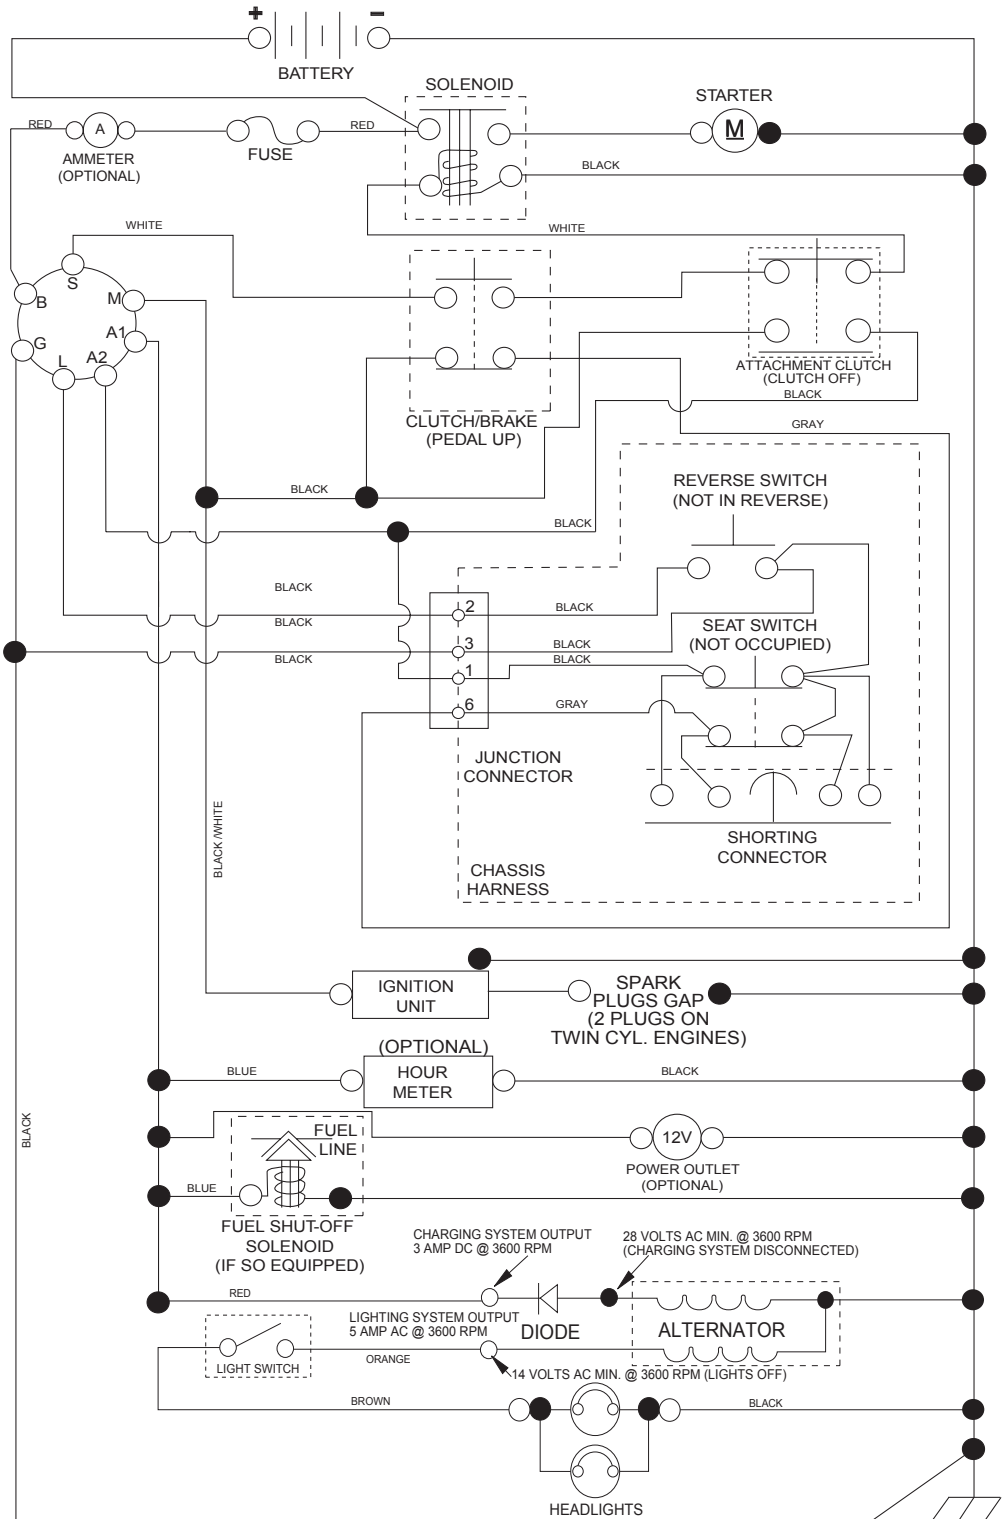 + -
BATTERY
SOLENOID
STARTER
RED
A
RED
M
AMMETER
(OPTIONAL)
FUSE
BLACK
WHITE
WHITE
S
B
M
G
A1
L
A2
ATTACHMENT CLUTCH
(CLUTCH OFF)
BLACK
CLUTCH/BRAKE
(PEDAL UP)
GRAY
REVERSE SWITCH
(NOT IN REVERSE)
BLACK
BLACK
BLACK
2
BLACK
BLACK
SEAT SWITCH
(NOT OCCUPIED)
3
BLACK
BLACK
BLACK
1
6
GRAY
JUNCTION
CONNECTOR
BLACK/WHITE
SHORTING
CONNECTOR
CHASSIS
HARNESS
IGNITION
UNIT
SPARK
PLUGS GAP
(2 PLUGS ON
TWIN CYL. ENGINES)
(OPTIONAL)
BLUE
HOUR
METER
BLACK
BLACK
FUEL
LINE
12V
POWER OUTLET
(OPTIONAL)
BLUE
FUEL SHUT-OFF
SOLENOID
(IF SO EQUIPPED)
CHARGING SYSTEM OUTPUT
3 AMP DC @ 3600 RPM
28 VOLTS AC MIN. @ 3600 RPM
(CHARGING SYSTEM DISCONNECTED)
RED
LIGHTING SYSTEM OUTPUT
5 AMP AC @ 3600 RPM
DIODE
ALTERNATOR
LIGHT SWITCH
ORANGE
14 VOLTS AC MIN. @ 3600 RPM (LIGHTS OFF)
BROWN
BLACK
HEADLIGHTS